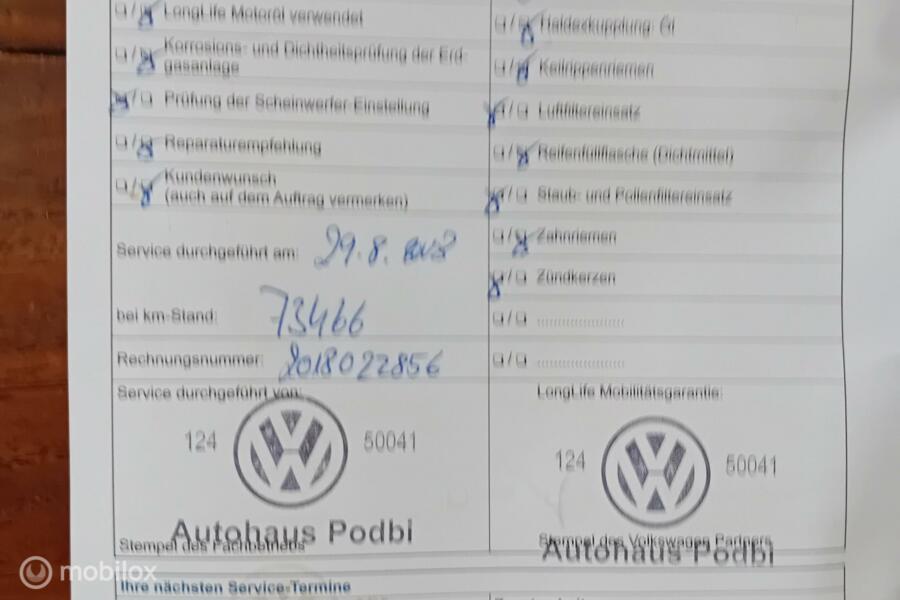 LongLife Motoröl verwendet
Korrosions- und Dichtheitsprüfung der Erd-
gasanlage
Prüfung der Scheinwerfer-Einstellung
Reparaturempfehlung
Kundenwunsch
(auch auf dem Auftrag vermerken)
Service durchgeführt am: 29.8.2018
bei km-Stand: 73466
Rechnungsnummer: 2018022856
Service durchgeführt von:
124 50041
Autohaus Podbi
Stempel des Fachbetriebs
Haldexkupplung: Öl
Keilrippenriemen
Luftfiltereinsatz
Reifenfüllflasche (Dichtmittel)
Staub- und Pollenfiltereinsatz
Zahnriemen
Zündkerzen
LongLife Mobilitätsgarantie:
124 50041
Stempel des Volkswagen Partners
Autohaus Podbi
Ihre nächsten Service-Termine
mobilox